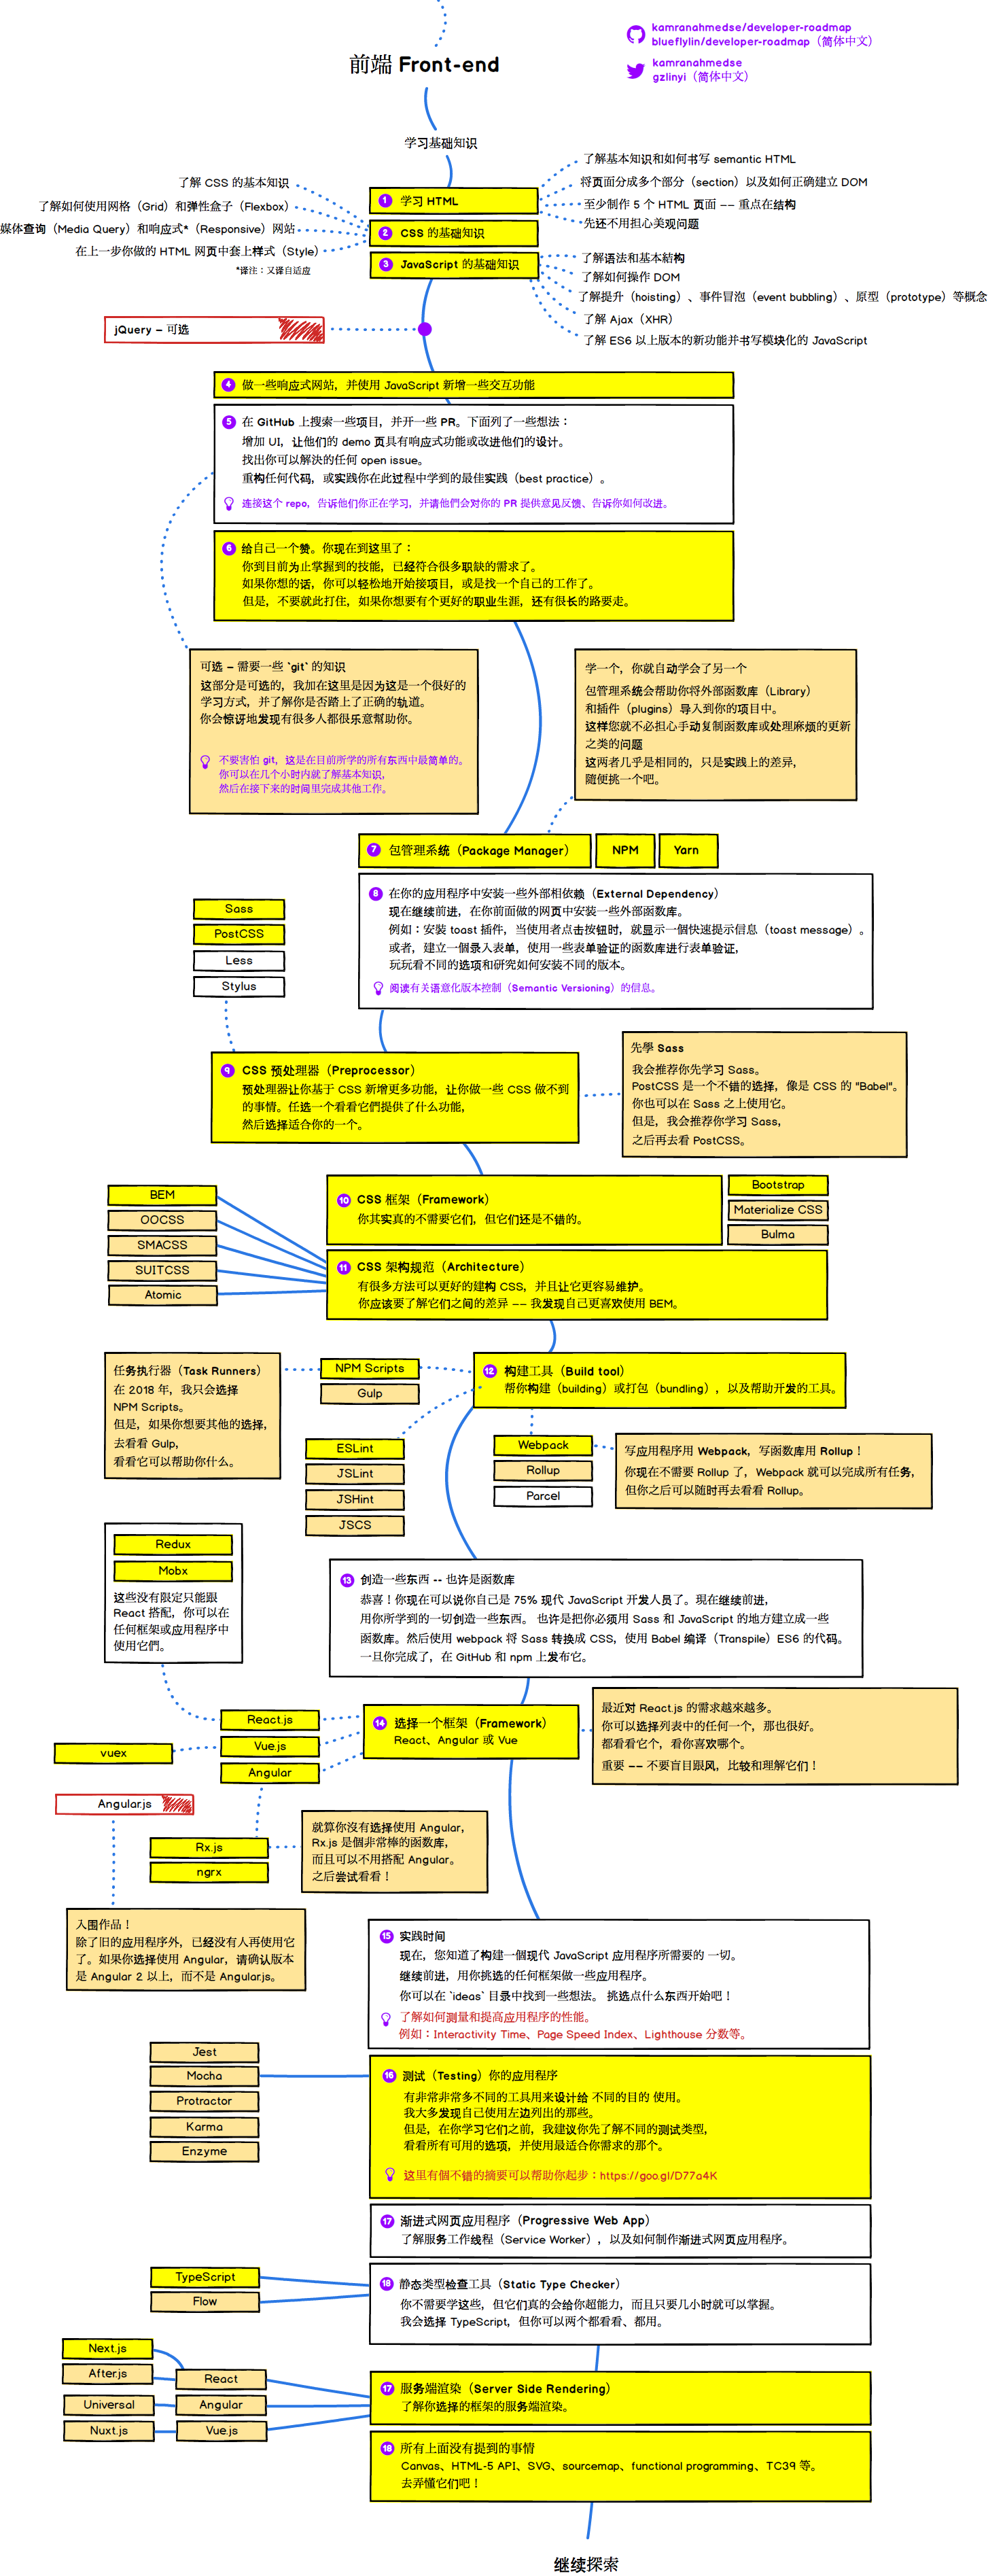 kamranahmedse/developer-roadmap
blueflylin/developer-roadmap（简体中文）
kamranahmedse
gzlinyi（简体中文）
前端 Front-end
学习基础知识
了解基本知识和如何书写 semantic HTML
将页面分成多个部分（section）以及如何正确建立 DOM
至少制作 5 个 HTML 页面 -- 重点在结构
先还不用担心美观问题
1 学习 HTML
了解 CSS 的基本知识
了解如何使用网格（Grid）和弹性盒子（Flexbox）
媒体查询（Media Query）和响应式*（Responsive）网站
在上一步你做的 HTML 网页中套上样式（Style）
*译注：又译自适应
2 CSS 的基础知识
3 JavaScript 的基础知识
了解语法和基本結构
了解如何操作 DOM
了解提升（hoisting）、事件冒泡（event bubbling）、原型（prototype）等概念
了解 Ajax（XHR）
了解 ES6 以上版本的新功能并书写模块化的 JavaScript
jQuery – 可选
4 做一些响应式网站，并使用 JavaScript 新增一些交互功能
5 在 GitHub 上搜索一些项目，并开一些 PR。下面列了一些想法：
增加 UI，让他们的 demo 页具有响应式功能或改进他们的设计。
找出你可以解決的任何 open issue。
重构任何代码，或实践你在此过程中学到的最佳实践（best practice）。
连接这个 repo，告诉他们你正在学习，并请他們会对你的 PR 提供意见反馈、告诉你如何改进。
6 给自己一个赞。你现在到这里了：
你到目前为止掌握到的技能，已经符合很多职缺的需求了。
如果你想的话，你可以轻松地开始接项目，或是找一个自己的工作了。
但是，不要就此打住，如果你想要有个更好的职业生涯，还有很长的路要走。
可选 – 需要一些 `git` 的知识
这部分是可选的，我加在这里是因为这是一个很好的
学习方式，并了解你是否踏上了正确的轨道。
你会惊讶地发现有很多人都很乐意幫助你。
不要害怕 git，这是在目前所学的所有东西中最简单的。
你可以在几个小时内就了解基本知识，
然后在接下来的时间里完成其他工作。
学一个，你就自动学会了另一个
包管理系统会帮助你将外部函数库（Library）
和插件（plugins）导入到你的项目中。
这样您就不必担心手动复制函数库或处理麻烦的更新
之类的问题
这两者几乎是相同的，只是实践上的差异，
隨便挑一个吧。
7 包管理系统（Package Manager）
NPM
Yarn
8 在你的应用程序中安装一些外部相依赖（External Dependency）
现在继续前进，在你前面做的网页中安装一些外部函数库。
例如：安裝 toast 插件，当使用者点击按钮时，就显示一個快速提示信息（toast message）。
或者，建立一個录入表单，使用一些表单验证的函数库进行表单验证，
玩玩看不同的选项和研究如何安装不同的版本。
阅读有关语意化版本控制（Semantic Versioning）的信息。
Sass
PostCSS
Less
Stylus
9 CSS 预处理器（Preprocessor）
预处理器让你基于 CSS 新增更多功能，让你做一些 CSS 做不到
的事情。任选一个看看它們提供了什么功能，
然后选择适合你的一个。
先學 Sass
我会推荐你先学习 Sass。
PostCSS 是一个不错的选择，像是 CSS 的 "Babel"。
你也可以在 Sass 之上使用它。
但是，我会推荐你学习 Sass，
之后再去看 PostCSS。
10 CSS 框架（Framework）
你其实真的不需要它们，但它们还是不错的。
Bootstrap
Materialize CSS
Bulma
BEM
OOCSS
SMACSS
SUITCSS
Atomic
11 CSS 架构规范（Architecture）
有很多方法可以更好的建构 CSS，并且让它更容易维护。
你应该要了解它们之间的差异 -- 我发现自己更喜欢使用 BEM。
任务执行器（Task Runners）
在 2018 年，我只会选择
NPM Scripts。
但是，如果你想要其他的选择，
去看看 Gulp，
看看它可以帮助你什么。
NPM Scripts
Gulp
12 构建工具（Build tool）
帮你构建（building）或打包（bundling），以及帮助开发的工具。
ESLint
JSLint
JSHint
JSCS
Webpack
Rollup
Parcel
写应用程序用 Webpack，写函数库用 Rollup！
你现在不需要 Rollup 了，Webpack 就可以完成所有任务，
但你之后可以随时再去看看 Rollup。
Redux
Mobx
这些没有限定只能跟
React 搭配，你可以在
任何框架或应用程序中
使用它們。
13 创造一些东西 -- 也许是函数库
恭喜！你现在可以说你自己是 75% 现代 JavaScript 开发人员了。現在继续前进，
用你所学到的一切创造一些东西。 也许是把你必须用 Sass 和 JavaScript 的地方建立成一些
函数库。然后使用 webpack 将 Sass 转换成 CSS，使用 Babel 编译（Transpile）ES6 的代码。
一旦你完成了，在 GitHub 和 npm 上发布它。
14 选择一个框架（Framework）
React、Angular 或 Vue
最近对 React.js 的需求越來越多。
你可以选择列表中的任何一个，那也很好。
都看看它个，看你喜欢哪个。
重要 -- 不要盲目跟风，比较和理解它们！
React.js
Vue.js
Angular
vuex
Angular.js
Rx.js
ngrx
就算你沒有选择使用 Angular，
Rx.js 是個非常棒的函数库，
而且可以不用搭配 Angular。
之后尝试看看！
入围作品！
除了旧的应用程序外，已经没有人再使用它
了。如果你选择使用 Angular，请确认版本
是 Angular 2 以上，而不是 Angular.js。
15 实践时间
现在，您知道了构建一個现代 JavaScript 应用程序所需要的 一切。
继续前进，用你挑选的任何框架做一些应用程序。
你可以在 `ideas` 目录中找到一些想法。 挑选点什么东西开始吧！
了解如何测量和提高应用程序的性能。
例如：Interactivity Time、Page Speed Index、Lighthouse 分数等。
Jest
Mocha
Protractor
Karma
Enzyme
16 测试（Testing）你的应用程序
有非常非常多不同的工具用来设计给 不同的目的 使用。
我大多发现自己使用左边列出的那些。
但是，在你学习它们之前，我建议你先了解不同的测试类型，
看看所有可用的选项，并使用最适合你需求的那个。
这里有個不错的摘要可以帮助你起步：https://goo.gl/D77a4K
17 渐进式网页应用程序（Progressive Web App）
了解服务工作线程（Service Worker），以及如何制作渐进式网页应用程序。
TypeScript
Flow
18 静态类型检查工具（Static Type Checker）
你不需要学这些，但它们真的会给你超能力，而且只要几小时就可以掌握。
我会选择 TypeScript，但你可以两个都看看、都用。
Next.js
After.js
React
Universal
Angular
Nuxt.js
Vue.js
17 服务端渲染（Server Side Rendering）
了解你选择的框架的服务端渲染。
18 所有上面没有提到的事情
Canvas、HTML-5 API、SVG、sourcemap、functional programming、TC39 等。
去弄懂它们吧！
继续探索